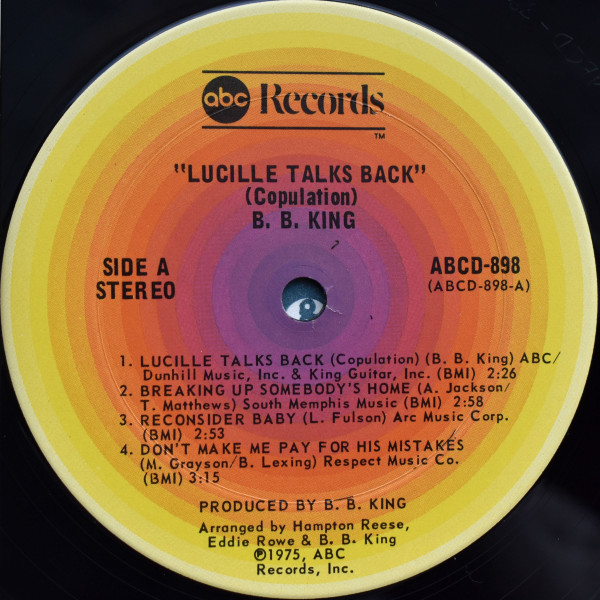 abc Records
TM
"LUCILLE TALKS BACK"
(Copulation)
B. B. KING
SIDE A
STEREO
ABCD-898
(ABCD-898-A)
1. LUCILLE TALKS BACK (Copulation) (B. B. King) ABC/
Dunhill Music, Inc. & King Guitar, Inc. (BMI) 2:26
2. BREAKING UP SOMEBODY'S HOME (A. Jackson/
T. Matthews) South Memphis Music (BMI) 2:58
3. RECONSIDER BABY (L. Fulson) Arc Music Corp.
(BMI) 2:53
4. DON'T MAKE ME PAY FOR HIS MISTAKES
(M. Grayson/B. Lexing) Respect Music Co.
(BMI) 3:15
PRODUCED BY B. B. KING
Arranged by Hampton Reese,
Eddie Rowe & B. B. King
℗1975, ABC
Records, Inc.